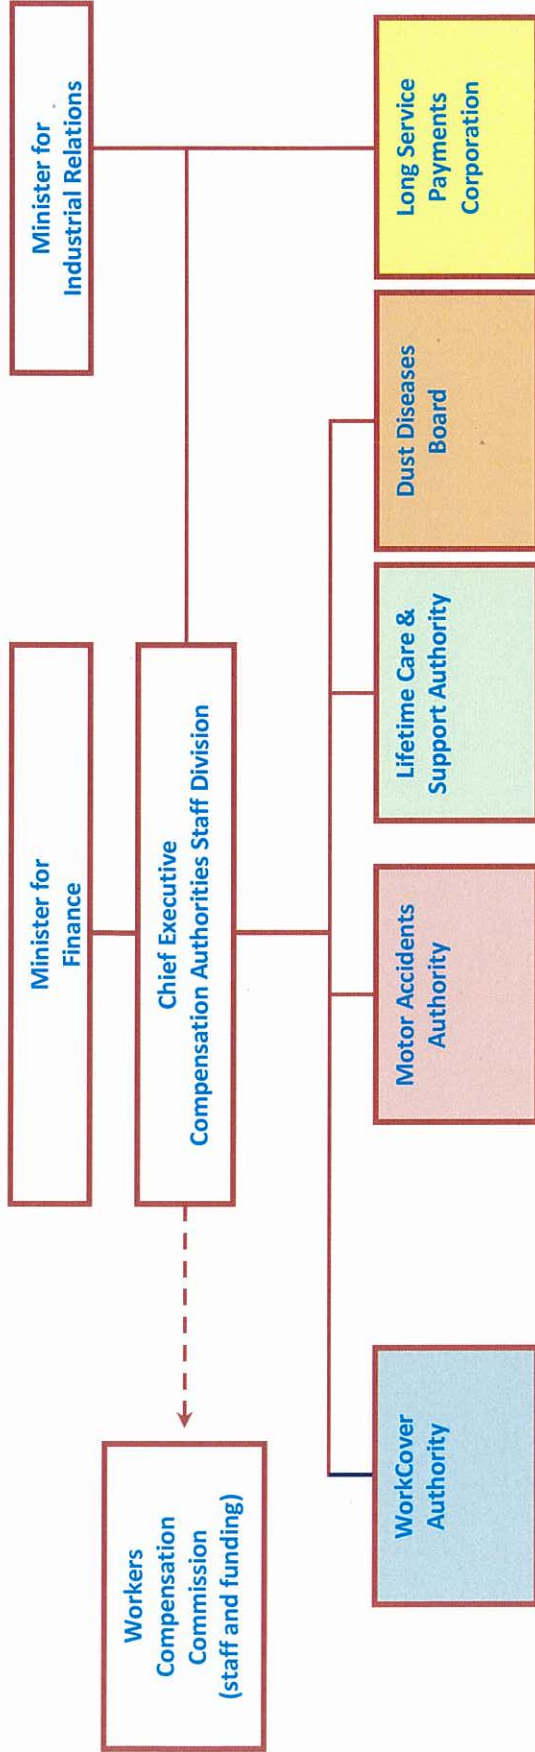 Minister for
Finance
Minister for
Industrial Relations
Chief Executive
Compensation Authorities Staff Division
Workers
Compensation
Commission
(staff and funding)
WorkCover
Authority
Motor Accidents
Authority
Lifetime Care &
Support Authority
Dust Diseases
Board
Long Service
Payments
Corporation